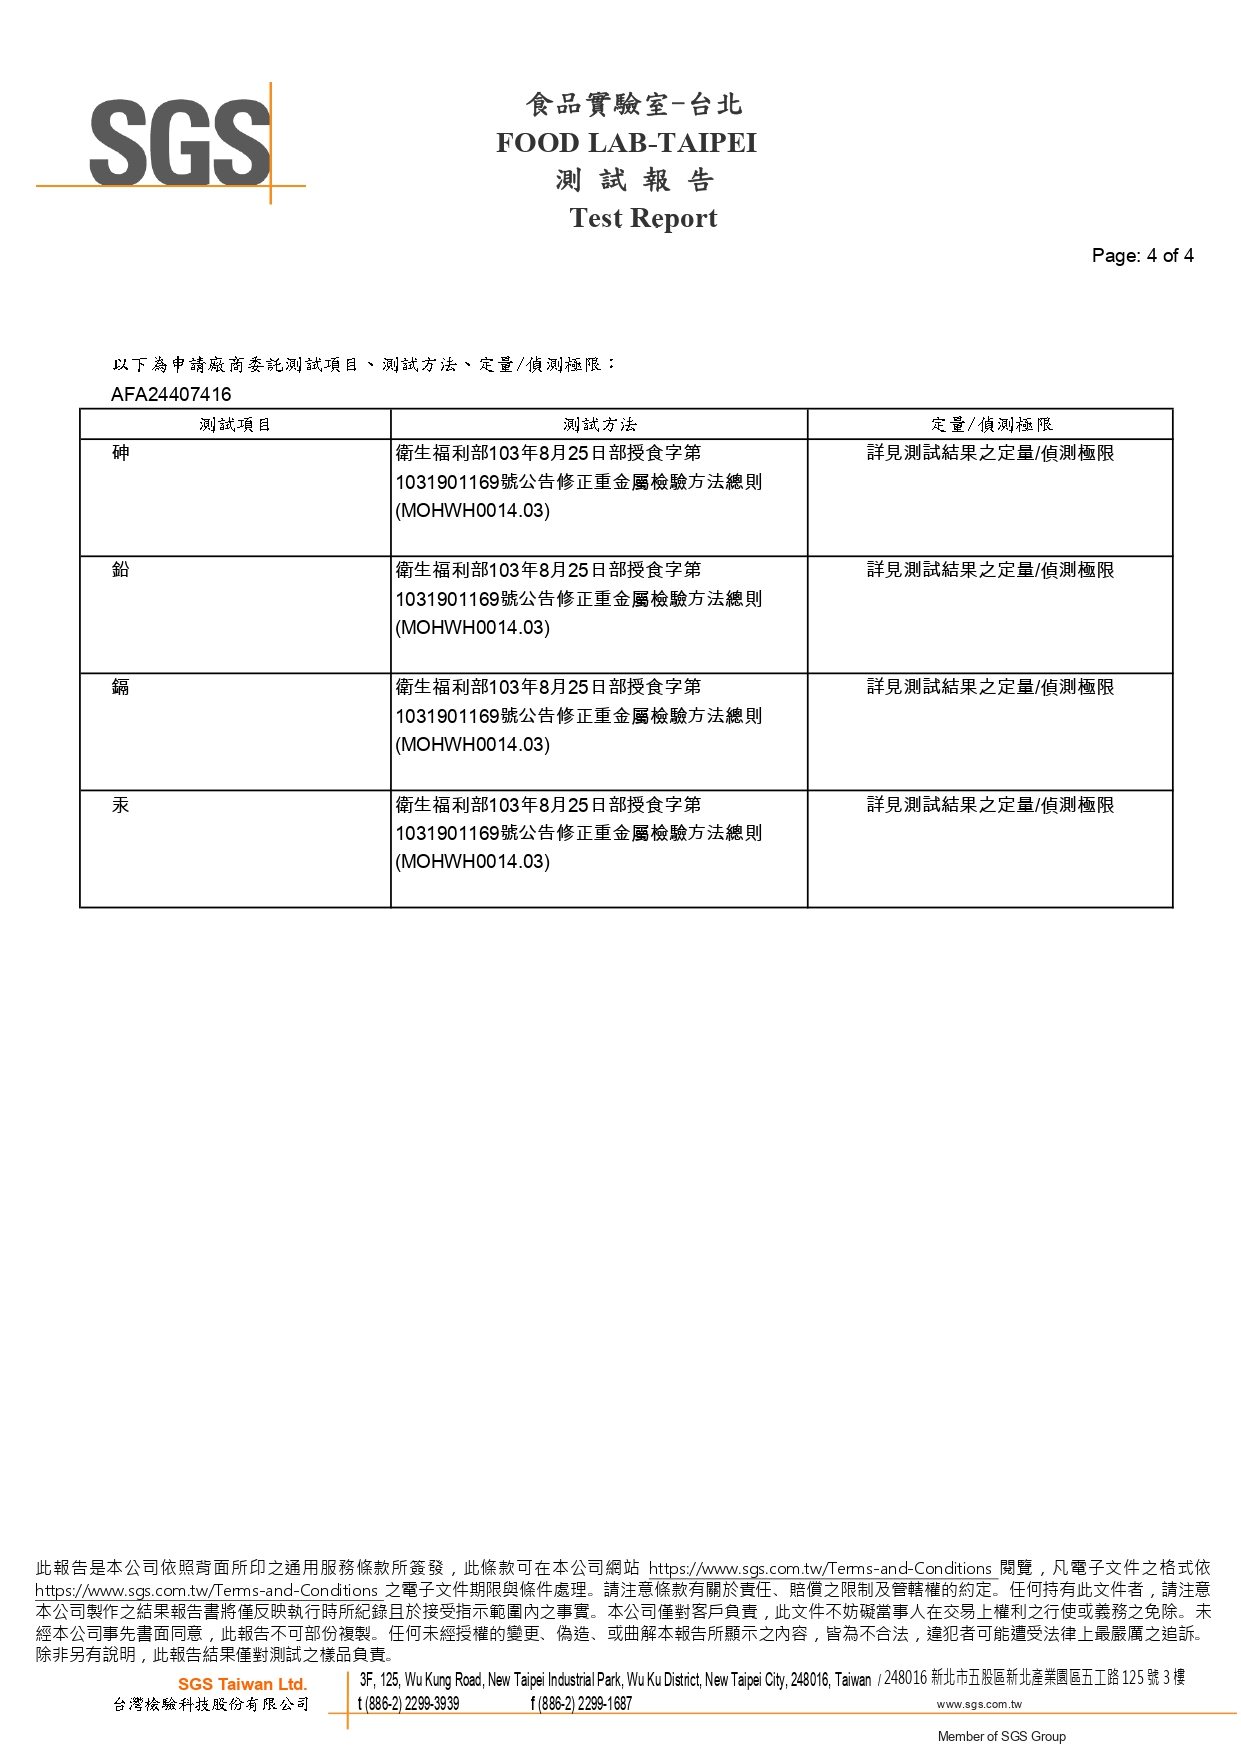 SGS
食品實驗室-台北
FOOD LAB-TAIPEI
測 試 報 告
Test Report
Page: 4 of 4
以下為申請廠商委託測試項目、測試方法、定量/偵測極限：
AFA24407416
測試項目 測試方法 定量/偵測極限
砷 衛生福利部103年8月25日部授食字第 詳見測試結果之定量/偵測極限
1031901169號公告修正重金屬檢驗方法總則
(MOHWH0014.03)
鉛 衛生福利部103年8月25日部授食字第 詳見測試結果之定量/偵測極限
1031901169號公告修正重金屬檢驗方法總則
(MOHWH0014.03)
鎘 衛生福利部103年8月25日部授食字第 詳見測試結果之定量/偵測極限
1031901169號公告修正重金屬檢驗方法總則
(MOHWH0014.03)
汞 衛生福利部103年8月25日部授食字第 詳見測試結果之定量/偵測極限
1031901169號公告修正重金屬檢驗方法總則
(MOHWH0014.03)
此報告是本公司依照背面所印之通用服務條款所簽發，此條款可在本公司網站 https://www.sgs.com.tw/Terms-and-Conditions 閱覽，凡電子文件之格式依
https://www.sgs.com.tw/Terms-and-Conditions 之電子文件期限與條件處理。請注意條款有關於責任、賠償之限制及管轄權的約定。任何持有此文件者，請注意
本公司製作之結果報告書將僅反映執行時所紀錄且於接受指示範圍內之事實。本公司僅對客戶負責，此文件不妨礙當事人在交易上權利之行使或義務之免除。未
經本公司事先書面同意，此報告不可部份複製。任何未經授權的變更、偽造、或曲解本報告所顯示之內容，皆為不合法，違犯者可能遭受法律上最嚴厲之追訴。
除非另有說明，此報告結果僅對測試之樣品負責。
SGS Taiwan Ltd. 3F, 125, Wu Kung Road, New Taipei Industrial Park, Wu Ku District, New Taipei City, 248016, Taiwan / 248016 新北市五股區新北產業園區五工路 125 號 3 樓
台灣檢驗科技股份有限公司 t (886-2) 2299-3939 f (886-2) 2299-1687 www.sgs.com.tw
Member of SGS Group